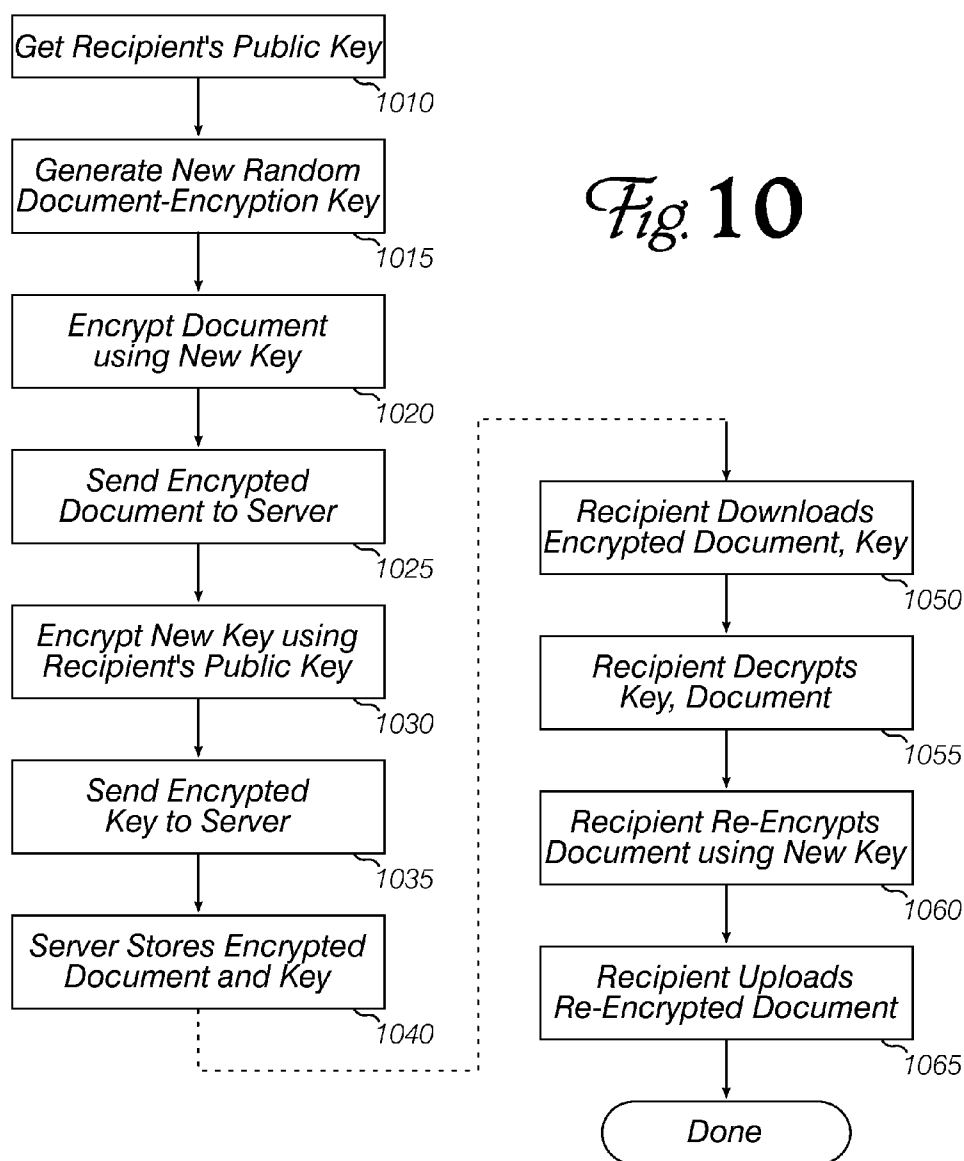 Get Recipient's Public Key
1010
Generate New Random
Document-Encryption Key
1015
Encrypt Document
using New Key
1020
Send Encrypted
Document to Server
1025
Encrypt New Key using
Recipient's Public Key
1030
Send Encrypted
Key to Server
1035
Server Stores Encrypted
Document and Key
1040
Fig. 10
Recipient Downloads
Encrypted Document, Key
1050
Recipient Decrypts
Key, Document
1055
Recipient Re-Encrypts
Document using New Key
1060
Recipient Uploads
Re-Encrypted Document
1065
Done